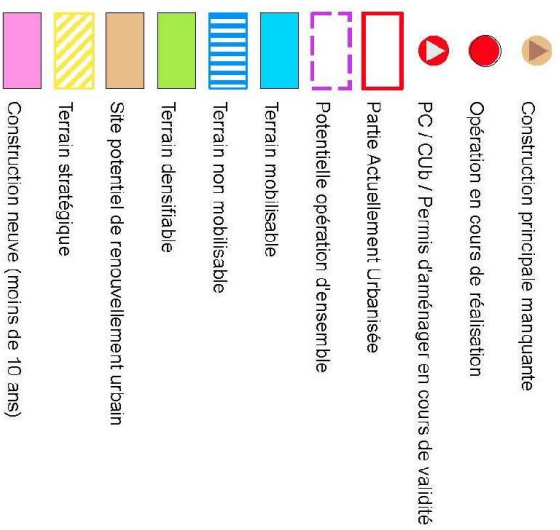 Construction principale manquante
Opération en cours de réalisation
PC / CUb / Permis d'aménager en cours de validité
Partie Actuellement Urbanisée
Potentielle opération d'ensemble
Terrain mobilisable
Terrain non mobilisable
Terrain densifiable
Site potentiel de renouvellement urbain
Terrain stratégique
Construction neuve (moins de 10 ans)